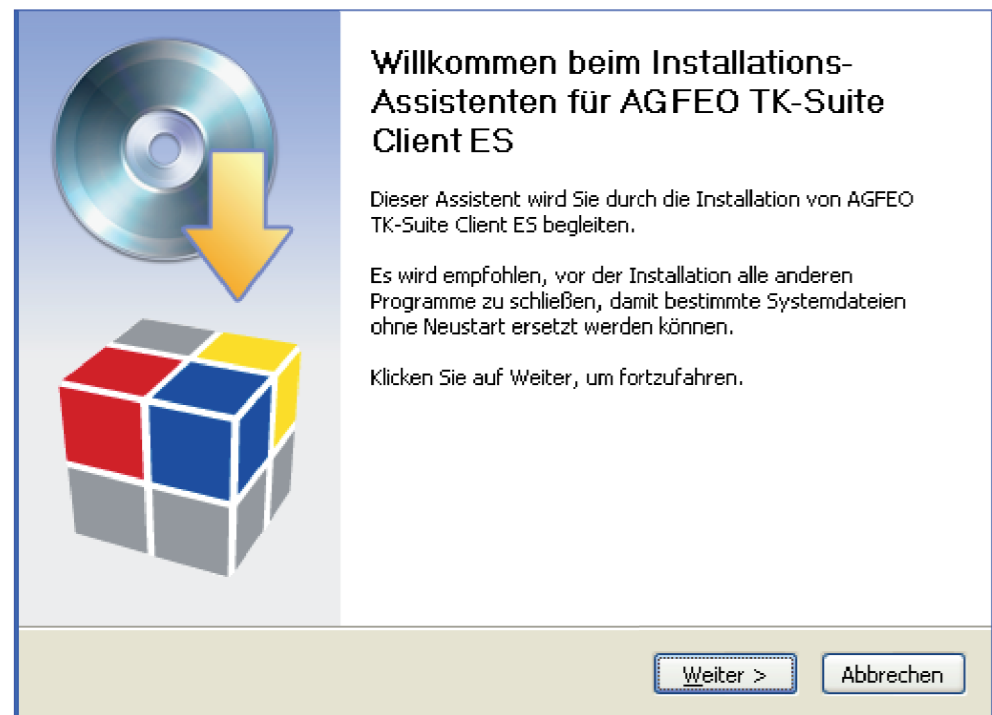 Willkommen beim Installations-
Assistenten für AGFEO TK-Suite
Client ES
Dieser Assistent wird Sie durch die Installation von AGFEO
TK-Suite Client ES begleiten.
Es wird empfohlen, vor der Installation alle anderen
Programme zu schließen, damit bestimmte Systemdateien
ohne Neustart ersetzt werden können.
Klicken Sie auf Weiter, um fortzufahren.
Weiter >
Abbrechen